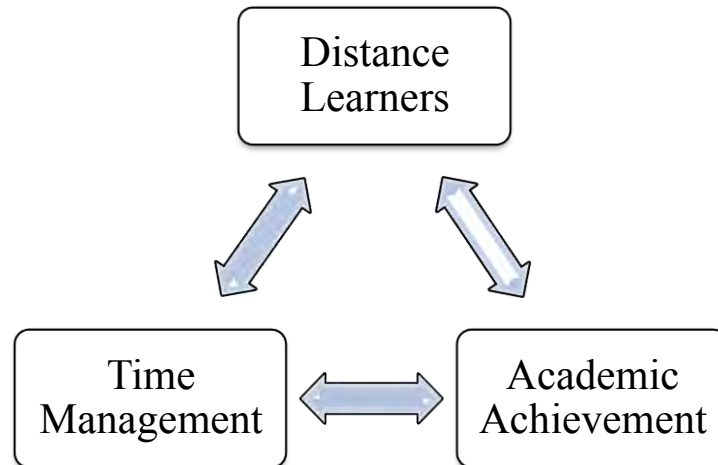 Distance
Learners
Time
Management
Academic
Achievement